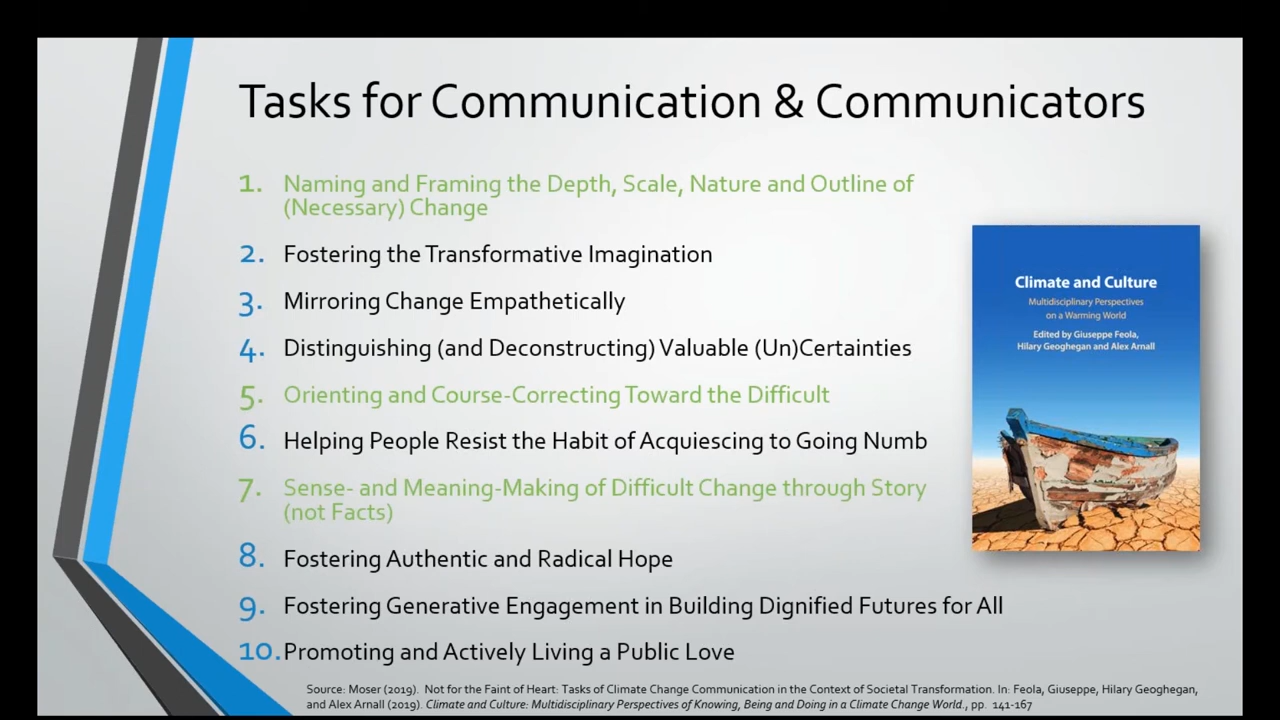 Tasks for Communication & Communicators
1. Naming and Framing the Depth, Scale, Nature and Outline of
(Necessary) Change
2. Fostering the Transformative Imagination
3. Mirroring Change Empathetically
4. Distinguishing (and Deconstructing) Valuable (Un)Certainties
5. Orienting and Course-Correcting Toward the Difficult
6. Helping People Resist the Habit of Acquiescing to Going Numb
7. Sense- and Meaning-Making of Difficult Change through Story
(not Facts)
8. Fostering Authentic and Radical Hope
9. Fostering Generative Engagement in Building Dignified Futures for All
10. Promoting and Actively Living a Public Love
Climate and Culture
Multidisciplinary Perspectives
on a Warming World
Edited by Giuseppe Feola,
Hilary Geoghegan and Alex Arnall
Source: Moser (2019). Not for the Faint of Heart: Tasks of Climate Change Communication in the Context of Societal Transformation. In: Feola, Giuseppe, Hilary Geoghegan,
and Alex Arnall (2019). Climate and Culture: Multidisciplinary Perspectives of Knowing, Being and Doing in a Climate Change World., pp. 141-167